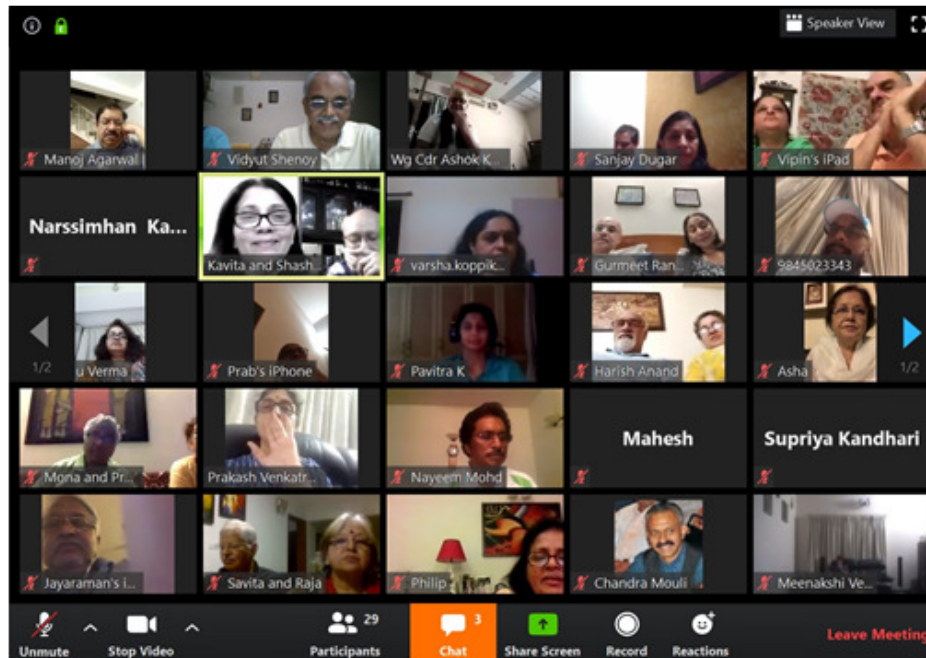 Speaker View
Manoj Agarwal
Vidyut Shenoy
Wg Cdr Ashok K...
Sanjay Dugar
Vipin's iPad
Narssimhan Ka...
Kavita and Shash...
varsha.koppik...
Gurmeet Ran...
9845023343
1/2
u Verma
Prab's iPhone
Pavitra K
Harish Anand
Asha
1/2
Mona and Pr...
Prakash Venkatr...
Nayeem Mohd
Mahesh
Supriya Kandhari
Jayaraman's i...
Savita and Raja
Philip
Chandra Mouli
Meenakshi Ve...
Unmute
Stop Video
29
Participants
3
Chat
Share Screen
Record
Reactions
Leave Meeting